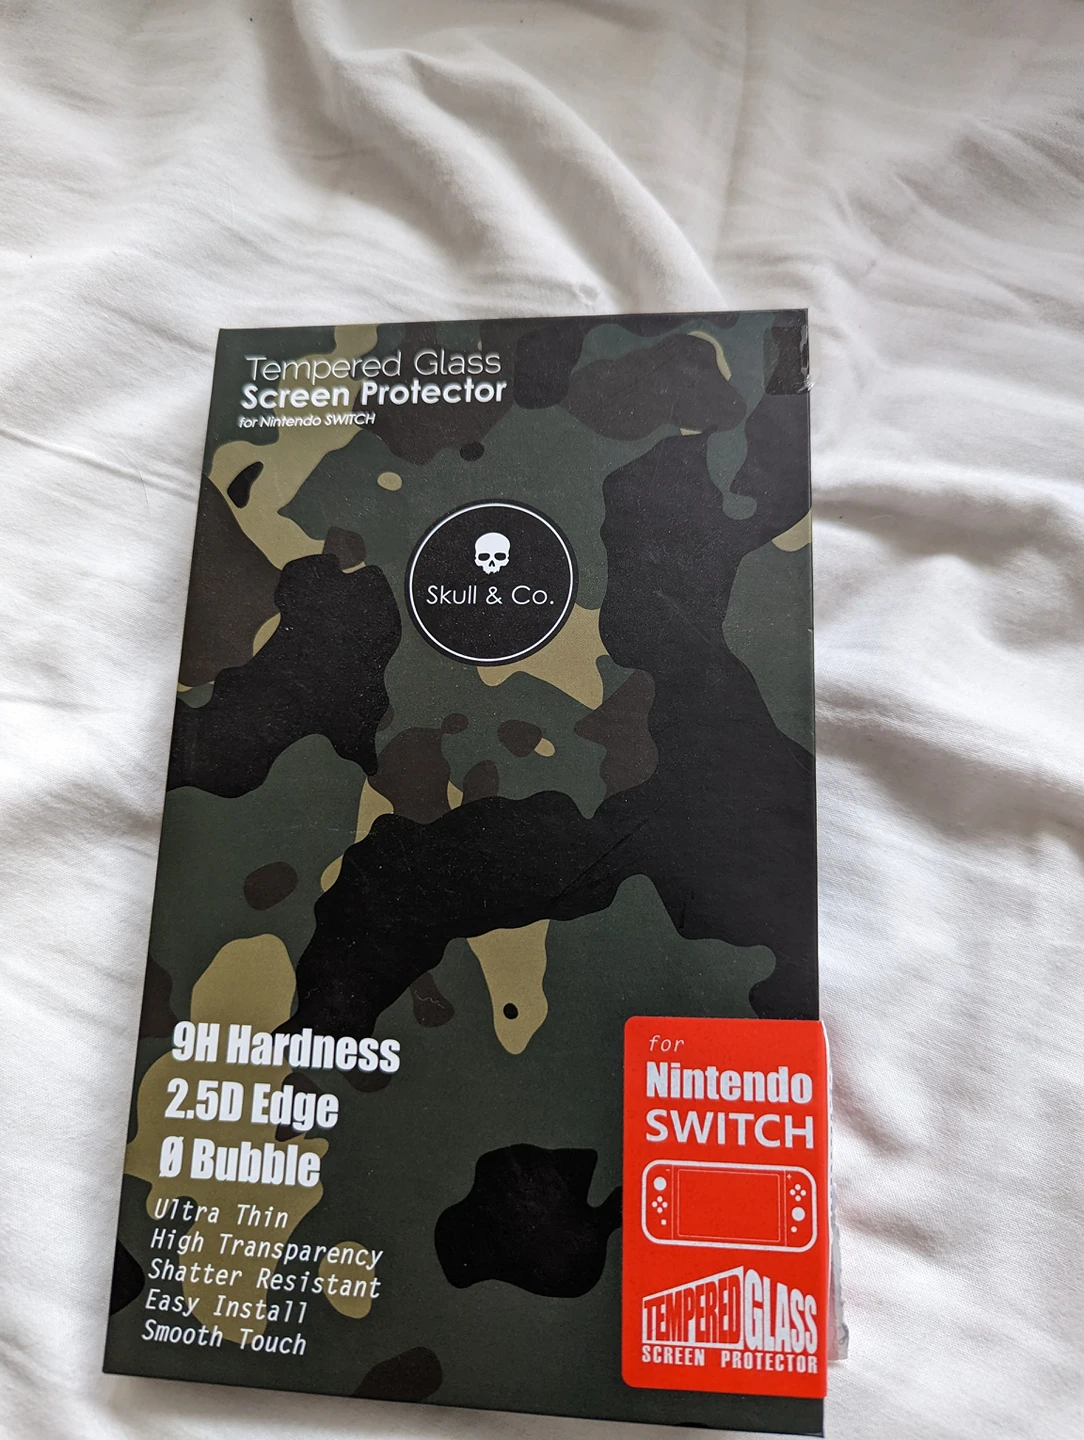 Tempered Glass
Screen Protector
for Nintendo SWITCH
Skull & Co.
9H Hardness
2.5D Edge
Ø Bubble
Ultra Thin
High Transparency
Shatter Resistant
Easy Install
Smooth Touch
for
Nintendo
SWITCH
TEMPERED GLASS
SCREEN PROTECTOR